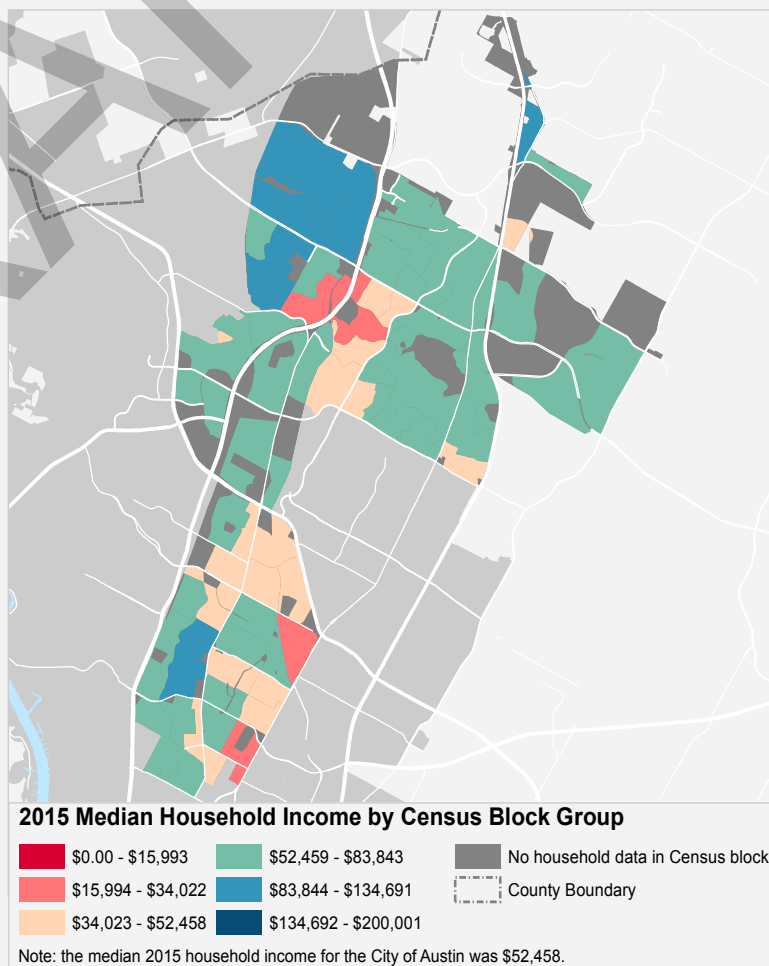 2015 Median Household Income by Census Block Group
$0.00 - $15,993
$52,459 - $83,843
No household data in Census block
$15,994 - $34,022
$83,844 - $134,691
County Boundary
$34,023 - $52,458
$134,692 - $200,001
Note: the median 2015 household income for the City of Austin was $52,458.